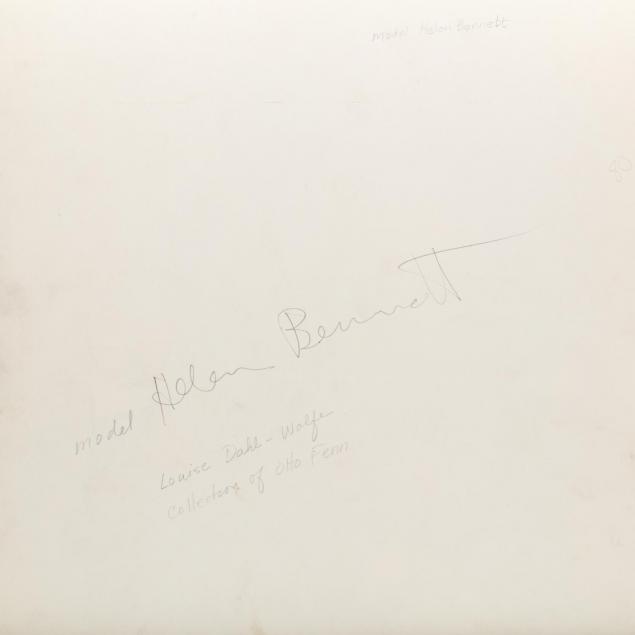 model Helen Bennett
80
model Helen Bennett
Louise Dahl-Wolfe
Collection of Otto Fenn